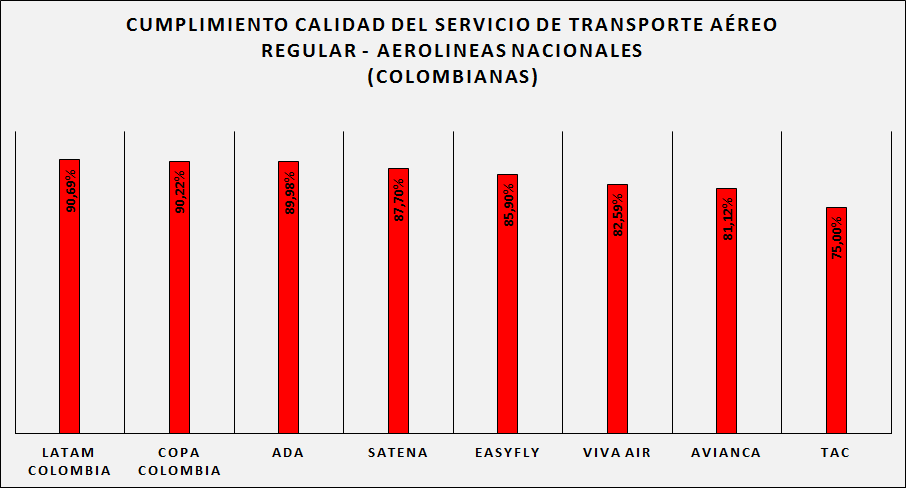 CUMPLIMIENTO CALIDAD DEL SERVICIO DE TRANSPORTE AÉREO
REGULAR - AEROLINEAS NACIONALES
(COLOMBIANAS)
90,69%
90,22%
89,98%
87,70%
85,90%
82,59%
81,12%
75,00%
LATAM
COLOMBIA
COPA
COLOMBIA
ADA
SATENA
EASYFLY
VIVA AIR
AVIANCA
TAC